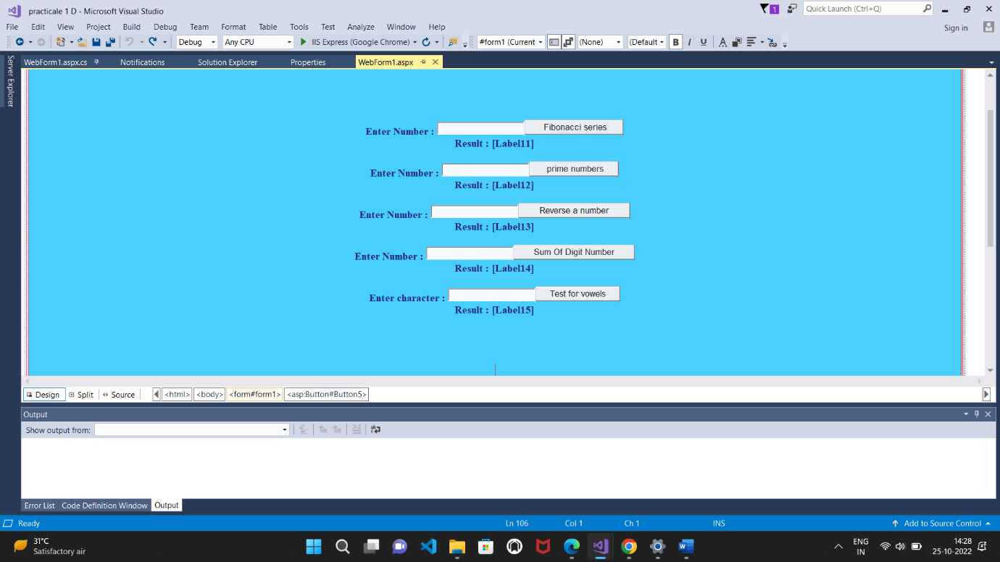 practicale 1 D - Microsoft Visual Studio
1
Quick Launch (Ctrl+Q)
File Edit View Project Build Debug Team Format Table Tools Test Analyze Window Help
Sign in
Debug Any CPU IIS Express (Google Chrome) #form1 (Current (None) (Default B I U A
Server Explorer
WebForm1.aspx.cs Notifications Solution Explorer Properties WebForm1.aspx
Enter Number : Fibonacci series
Result : [Label11]
Enter Number : prime numbers
Result : [Label12]
Enter Number : Reverse a number
Result : [Label13]
Enter Number : Sum Of Digit Number
Result : [Label14]
Enter character : Test for vowels
Result : [Label15]
Design Split Source <html> <body> <form#form1> <asp:Button#Button5>
Output
Show output from:
Error List Code Definition Window Output
Ready Ln 106 Col 1 Ch 1 INS Add to Source Control
31°C
Satisfactory air
ENG
IN
14:28
25-10-2022